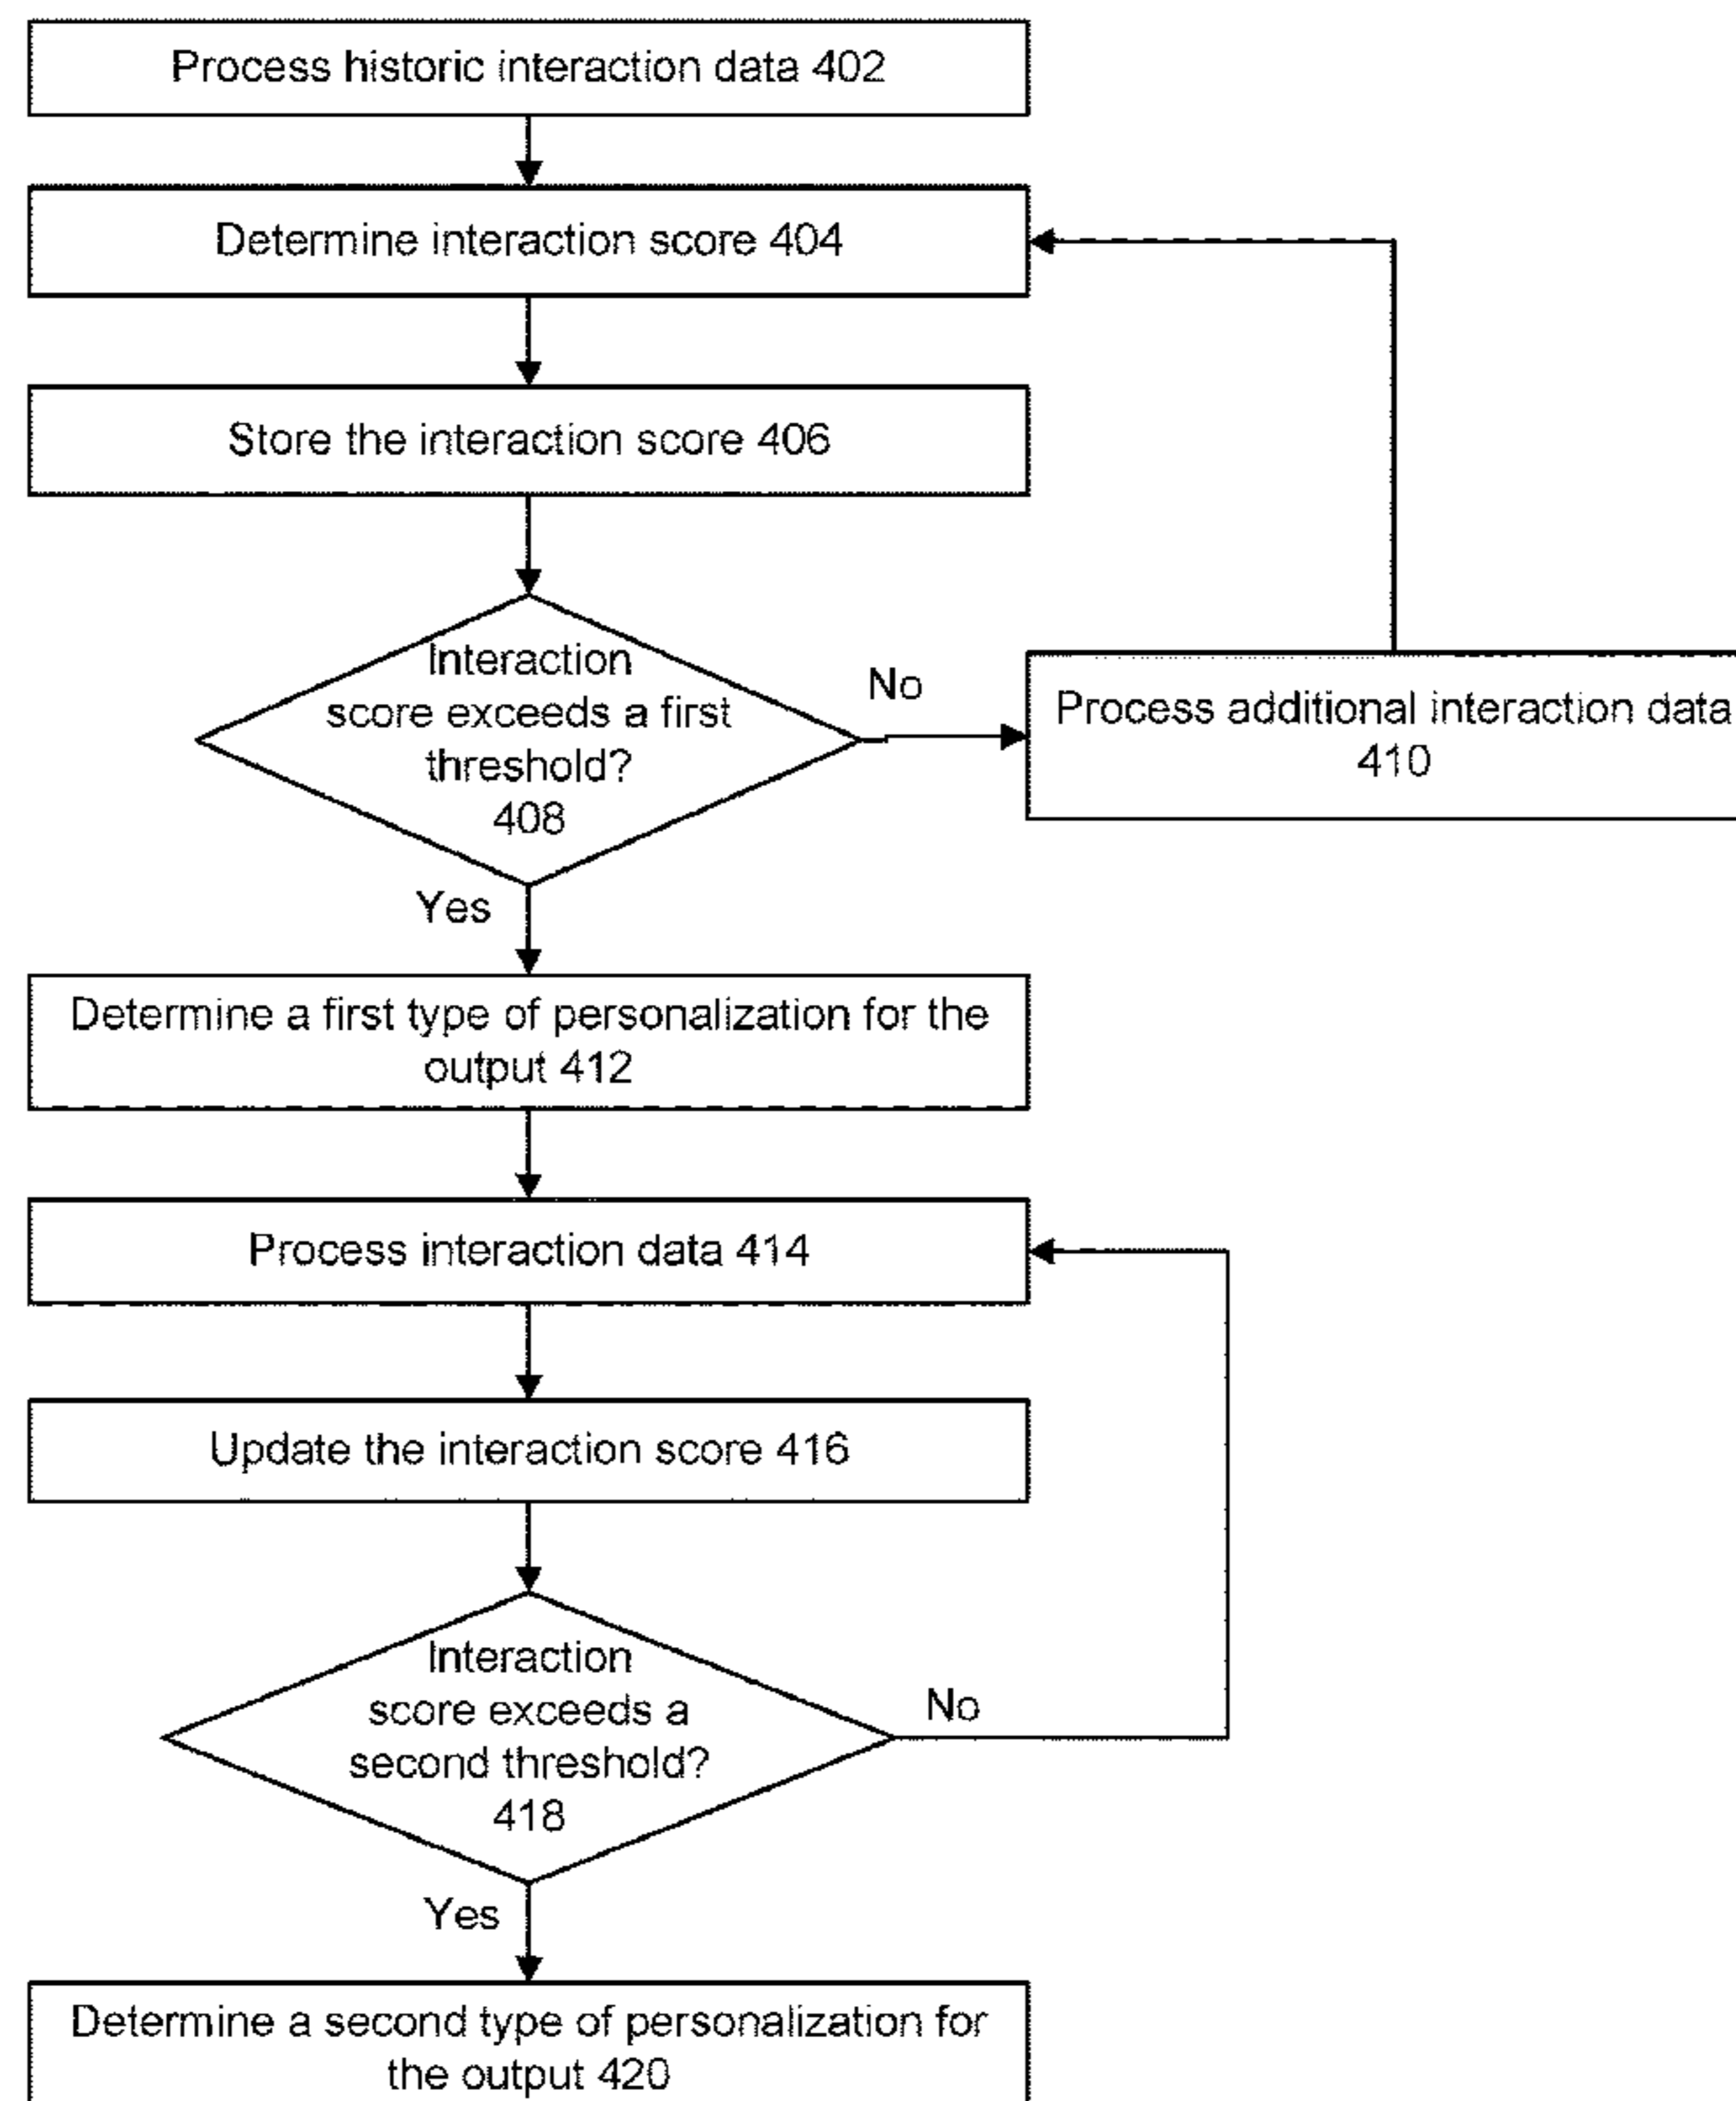 Process historic interaction data 402
Determine interaction score 404
Store the interaction score 406
Interaction
score exceeds a first
threshold?
408
No
Process additional interaction data
410
Yes
Determine a first type of personalization for the
output 412
Process interaction data 414
Update the interaction score 416
Interaction
score exceeds a
second threshold?
418
No
Yes
Determine a second type of personalization for
the output 420